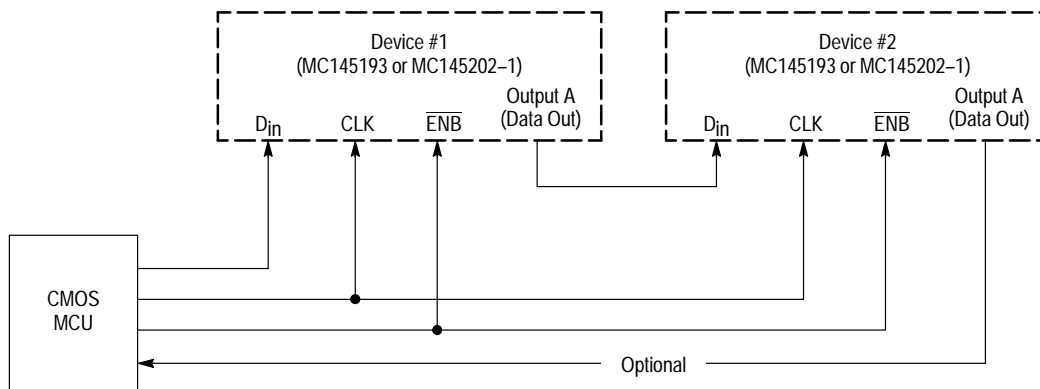 Device #1
(MC145193 or MC145202–1)
Output A
(Data Out)
Din
CLK
ENB
Device #2
(MC145193 or MC145202–1)
Output A
(Data Out)
Din
CLK
ENB
CMOS
MCU
Optional